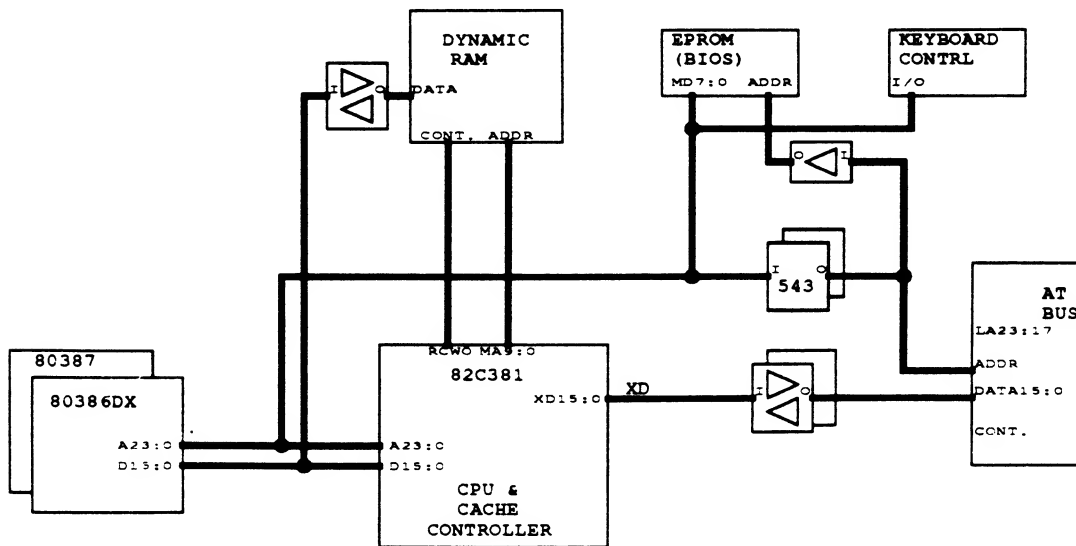 DYNAMIC
RAM
I
O
DATA
CONT. ADDR
EPROM
(BIOS)
MD7:0 ADDR
KEYBOARD
CONTRL
I/O
O
I
I
O
543
AT
BUS
LA23:17
ADDR
DATA15:0
CONT.
80387
80386DX
A23:0
D15:0
RCWO MA9:0
82C381
XD15:0
XD
I
O
A23:0
D15:0
CPU &
CACHE
CONTROLLER